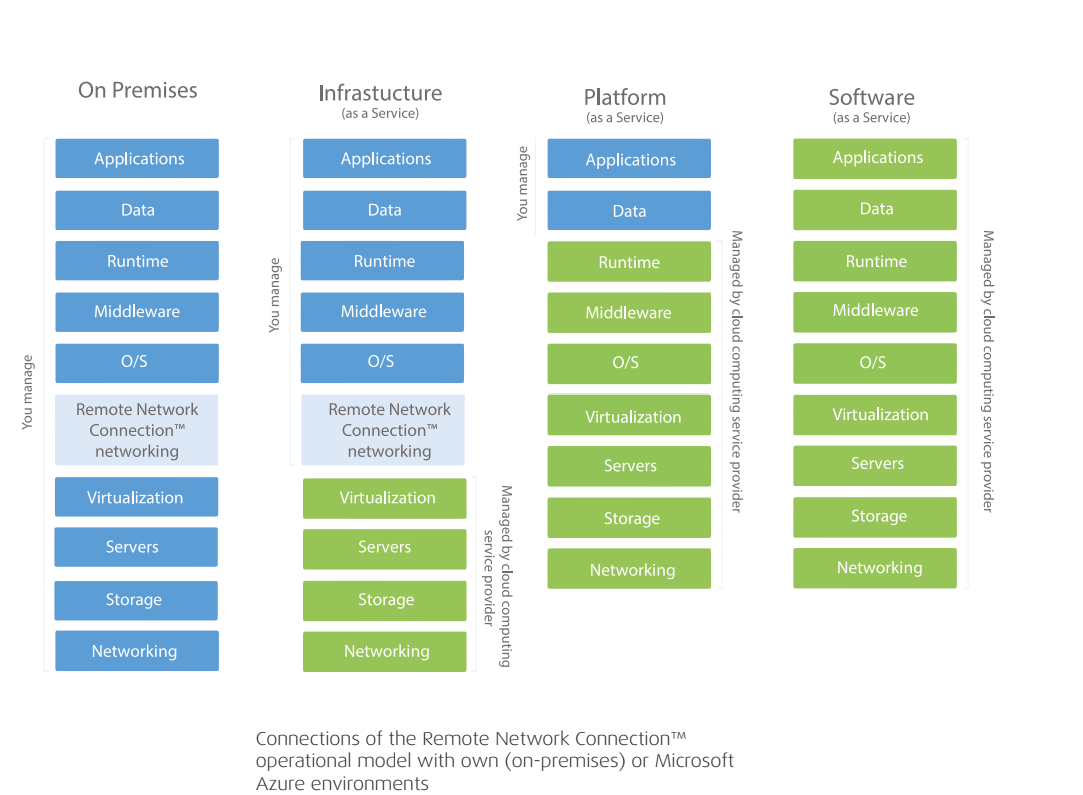 On Premises
You manage
Applications
Data
Runtime
Middleware
O/S
Remote Network
Connection™
networking
Virtualization
Servers
Storage
Networking
Infrastucture
(as a Service)
You manage
Applications
Data
Runtime
Middleware
O/S
Remote Network
Connection™
networking
Virtualization
Servers
Storage
Networking
Managed by cloud computing
service provider
Platform
(as a Service)
You manage
Applications
Data
Runtime
Middleware
O/S
Virtualization
Servers
Storage
Networking
Managed by cloud computing service provider
Software
(as a Service)
Applications
Data
Runtime
Middleware
O/S
Virtualization
Servers
Storage
Networking
Managed by cloud computing service provider
Connections of the Remote Network Connection™
operational model with own (on-premises) or Microsoft
Azure environments